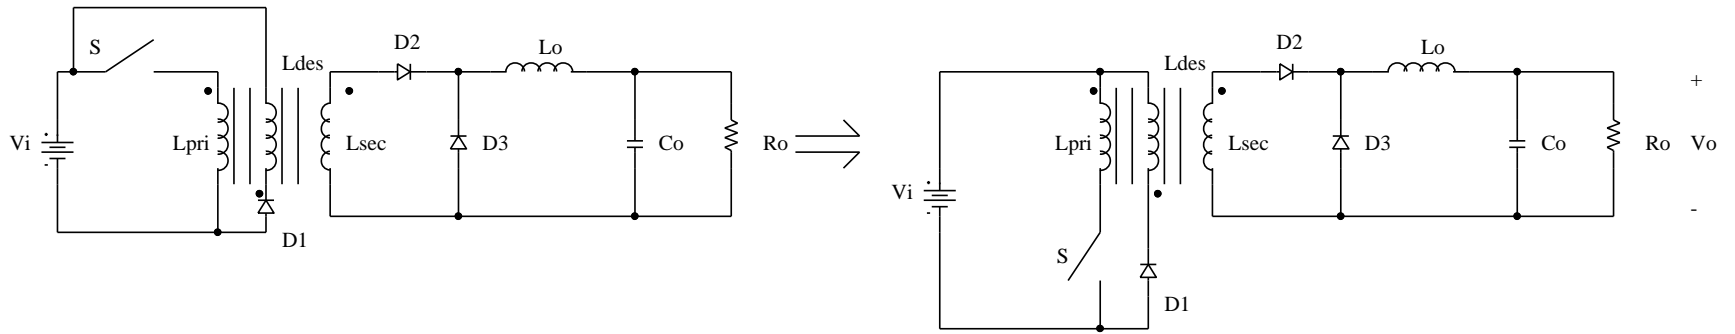 S
D2
Lo
Ldes
Vi
+
-
Lpri
Lsec
D3
Co
Ro
D1
D2
Lo
Ldes
+
Lpri
Lsec
D3
Co
Ro
Vo
Vi
+
-
-
S
D1